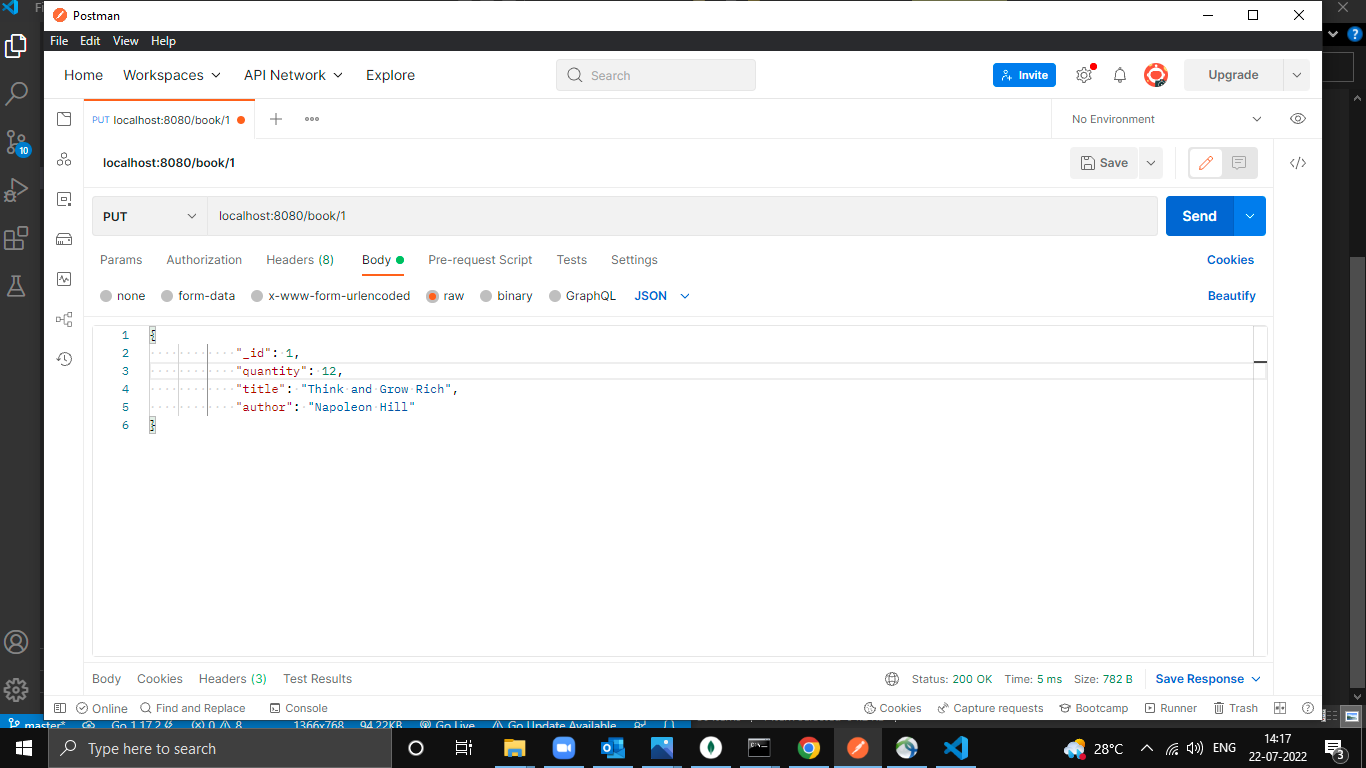 Postman
File Edit View Help
Home Workspaces API Network Explore Search Invite Upgrade
PUT localhost:8080/book/1 No Environment
localhost:8080/book/1 Save
PUT localhost:8080/book/1 Send
Params Authorization Headers (8) Body Pre-request Script Tests Settings Cookies
none form-data x-www-form-urlencoded raw binary GraphQL JSON Beautify
1 {
2 "_id": 1,
3 "quantity": 12,
4 "title": "Think and Grow Rich",
5 "author": "Napoleon Hill"
6 }
10
Body Cookies Headers (3) Test Results Status: 200 OK Time: 5 ms Size: 782 B Save Response
Online Find and Replace Console Cookies Capture requests Bootcamp Runner Trash
master* Go 1.17.2 0 8 1366x768 94.22KB Go Live Go Update Available
Type here to search 28°C ENG 14:17
22-07-2022 3